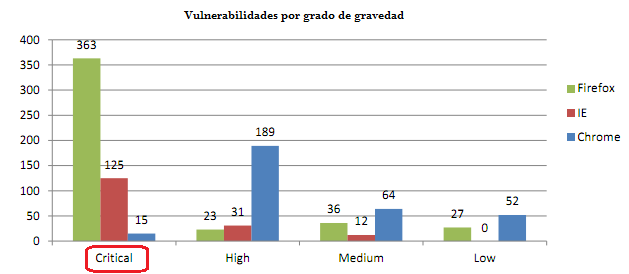 Vulnerabilidades por grado de gravedad
400
350
300
250
200
150
100
50
0
363
125
15
23
31
189
36
12
64
27
0
52
Critical
High
Medium
Low
Firefox
IE
Chrome